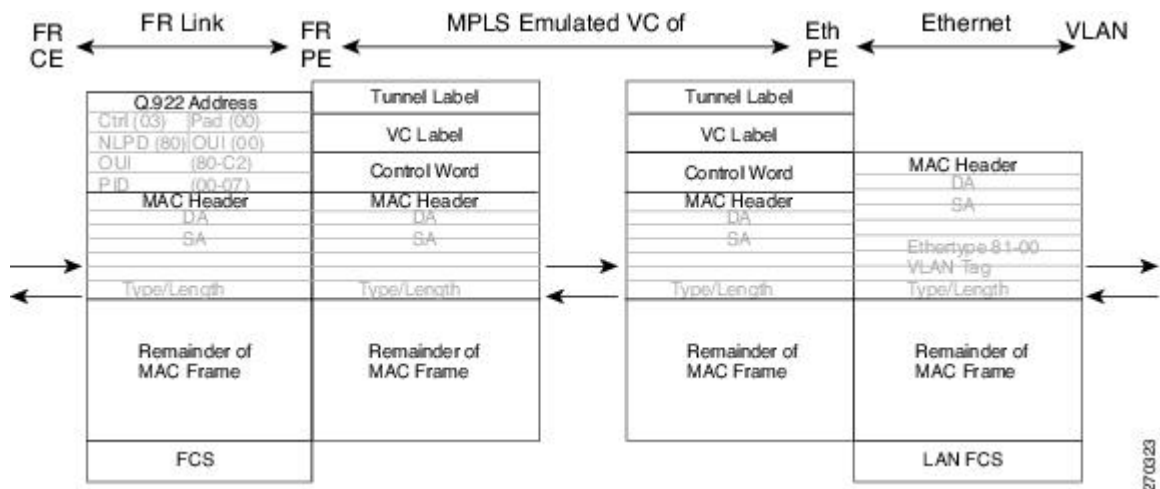 FR CE
FR Link
FR PE
MPLS Emulated VC of
Eth PE
Ethernet
VLAN
Q.922 Address
Ctrl (03) Pad (00)
NLPD (80) OUI (00)
OUI (80-C2)
PID (00-07)
MAC Header
DA
SA
Type/Length
Remainder of
MAC Frame
FCS
Tunnel Label
VC Label
Control Word
MAC Header
DA
SA
Type/Length
Remainder of
MAC Frame
Tunnel Label
VC Label
Control Word
MAC Header
DA
SA
Type/Length
Remainder of
MAC Frame
MAC Header
DA
SA
Ethertype 81-00
VLAN Tag
Type/Length
Remainder of
MAC Frame
LAN FCS
270323